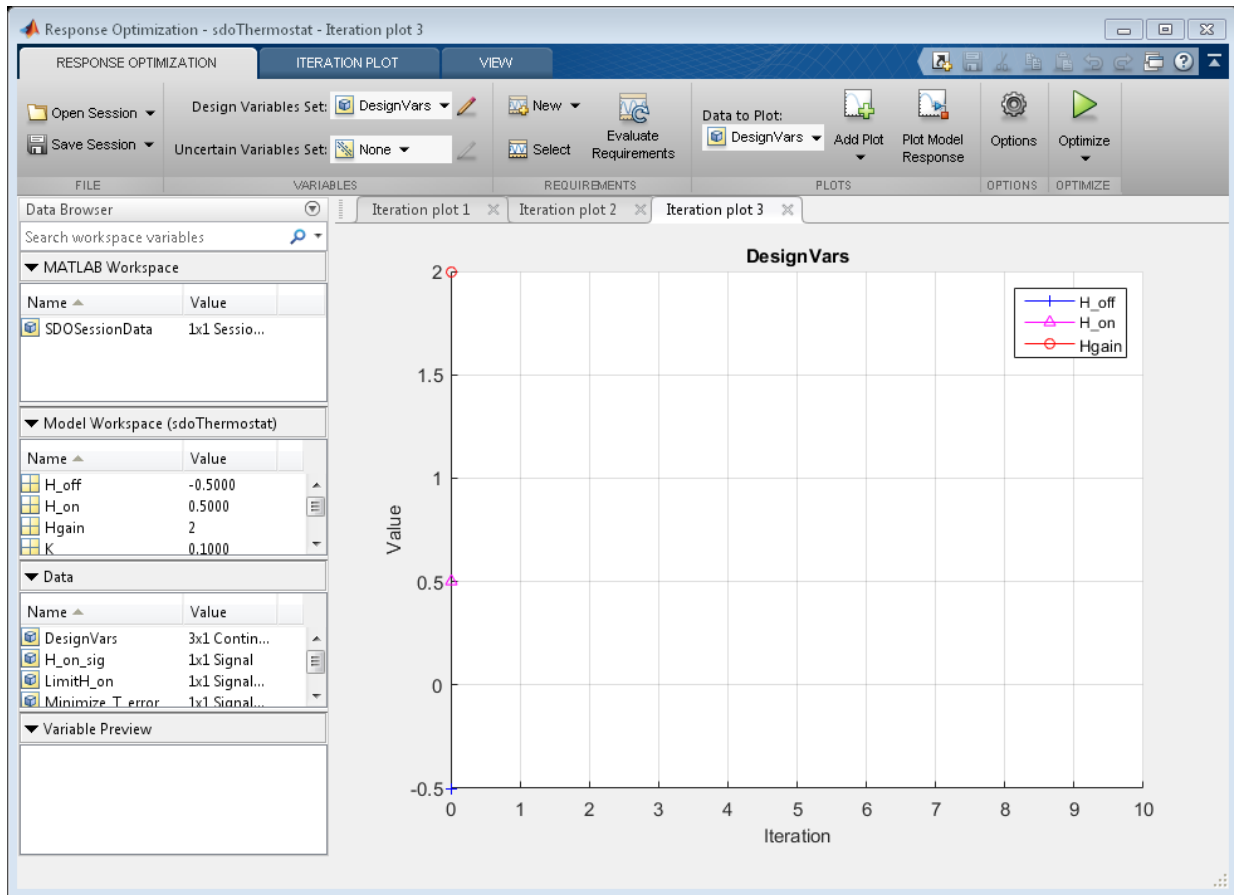 Response Optimization - sdoThermostat - Iteration plot 3
RESPONSE OPTIMIZATION ITERATION PLOT VIEW
Open Session
Save Session
FILE
Design Variables Set: DesignVars
Uncertain Variables Set: None
VARIABLES
New
Select
Evaluate
Requirements
REQUIREMENTS
Data to Plot:
DesignVars
Add Plot
Plot Model
Response
PLOTS
Options
OPTIONS
Optimize
OPTIMIZE
Data Browser
Search workspace variables
MATLAB Workspace
Name Value
SDOSessionData 1x1 Sessio...
Model Workspace (sdoThermostat)
Name Value
H_off -0.5000
H_on 0.5000
Hgain 2
K 0.1000
Data
Name Value
DesignVars 3x1 Contin...
H_on_sig 1x1 Signal
LimitH_on 1x1 Signal...
Minimize_T_error 1x1 Signal...
Variable Preview
Iteration plot 1 Iteration plot 2 Iteration plot 3
DesignVars
H_off
H_on
Hgain
2
1.5
1
0.5
0
-0.5
Value
0 1 2 3 4 5 6 7 8 9 10
Iteration